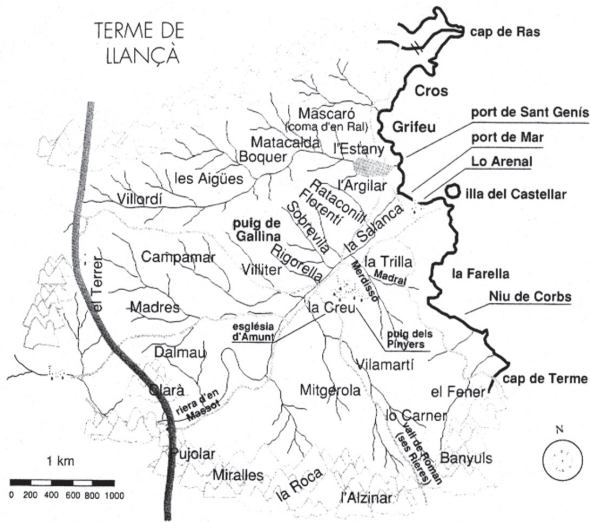 TERME DE
LLANÇÀ
cap de Ras
Cros
Mascaró
(coma d'en Ral)
Grifeu
port de Sant Genís
Matacalda
l'Estany
port de Mar
Boquer
Lo Arenal
les Aigües
l'Argilar
illa del Castellar
Villordí
Rataconill
Florentí
Sobrevila
la Salanca
puig de
Gallina
Campamar
Rigorella
Villiter
la Trilla
Madral
Merdissó
la Farella
el Terrer
Niu de Corbs
Madres
la Creu
església
d'Amunt
puig dels
Pinyers
Dalmau
Vilamartí
cap de Terme
Clarà
riera d'en
Massot
Mitgerola
el Fener
lo Carner
vall de Roman
(ses Rieres)
N
Pujolar
Banyuls
1 km
Miralles
la Roca
l'Alzinar
0 200 400 600 800 1000